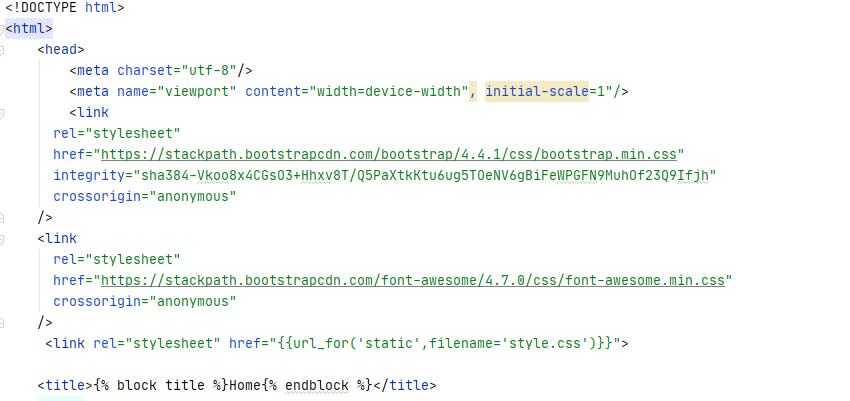 <!DOCTYPE html>
<html>
<head>
<meta charset="utf-8"/>
<meta name="viewport" content="width=device-width", initial-scale=1"/>
<link
rel="stylesheet"
href="https://stackpath.bootstrapcdn.com/bootstrap/4.4.1/css/bootstrap.min.css"
integrity="sha384-Vkoo8x4CGsO3+Hhxv8T/Q5PaXtkKtu6ug5TOeNV6gBiFeWPGFN9MuhOf23Q9Ifjh"
crossorigin="anonymous"
/>
<link
rel="stylesheet"
href="https://stackpath.bootstrapcdn.com/font-awesome/4.7.0/css/font-awesome.min.css"
crossorigin="anonymous"
/>
<link rel="stylesheet" href="{{url_for('static',filename='style.css')}}">
<title>{% block title %}Home{% endblock %}</title>